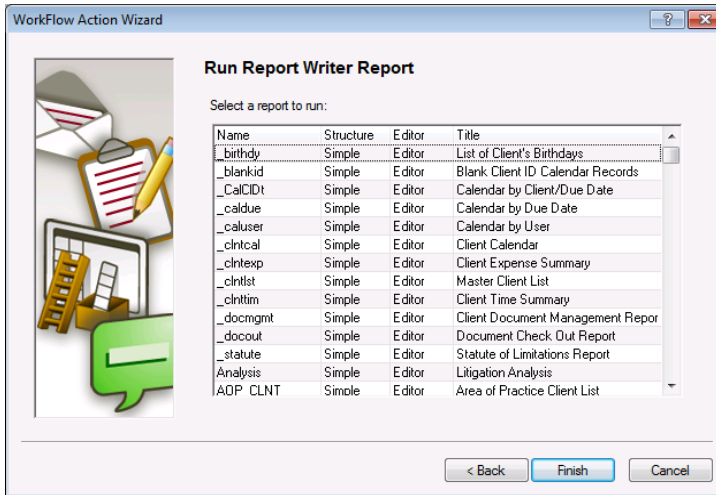 WorkFlow Action Wizard
Run Report Writer Report
Select a report to run:
Name Structure Editor Title
_birthdy Simple Editor List of Client's Birthdays
_blankid Simple Editor Blank Client ID Calendar Records
_CalClDt Simple Editor Calendar by Client/Due Date
_caldue Simple Editor Calendar by Due Date
_caluser Simple Editor Calendar by User
_clntcal Simple Editor Client Calendar
_clntexp Simple Editor Client Expense Summary
_clntlst Simple Editor Master Client List
_clnttim Simple Editor Client Time Summary
_docmgmt Simple Editor Client Document Management Repor
_docout Simple Editor Document Check Out Report
_statute Simple Editor Statute of Limitations Report
Analysis Simple Editor Litigation Analysis
AOP_CLNT Simple Editor Area of Practice Client List
< Back Finish Cancel